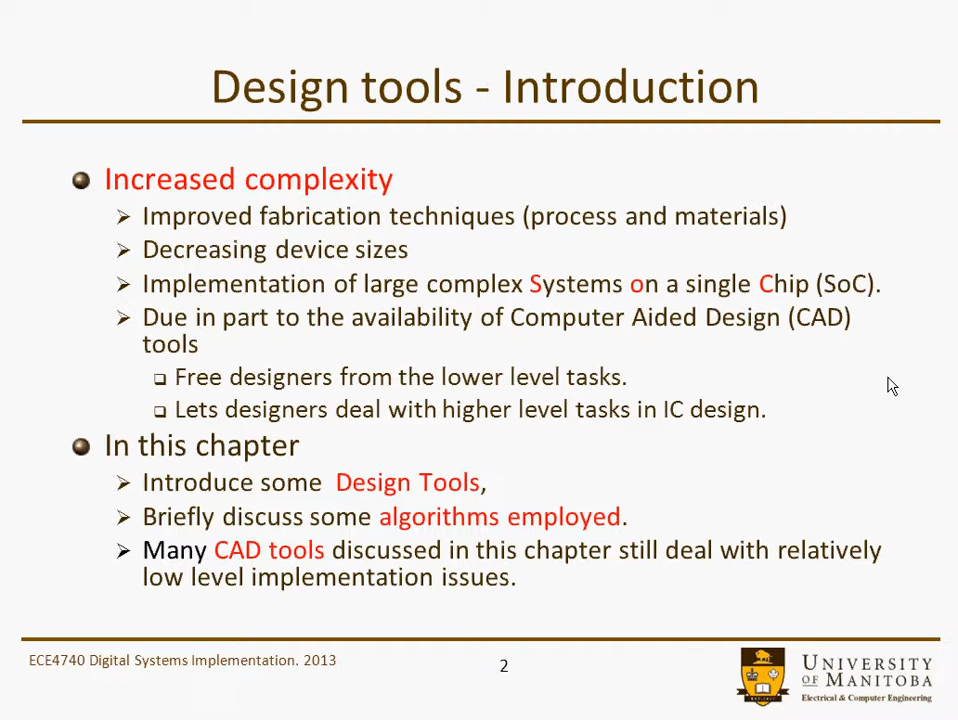 Design tools - Introduction
Increased complexity
Improved fabrication techniques (process and materials)
Decreasing device sizes
Implementation of large complex Systems on a single Chip (SoC).
Due in part to the availability of Computer Aided Design (CAD)
tools
Free designers from the lower level tasks.
Lets designers deal with higher level tasks in IC design.
In this chapter
Introduce some Design Tools,
Briefly discuss some algorithms employed.
Many CAD tools discussed in this chapter still deal with relatively
low level implementation issues.
ECE4740 Digital Systems Implementation. 2013
2
UNIVERSITY
OF MANITOBA
Electrical & Computer Engineering